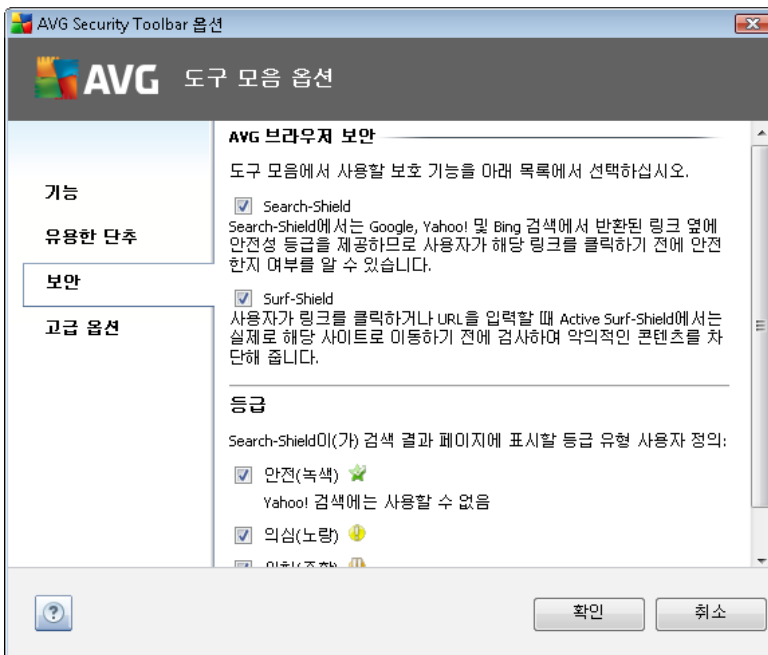 AVG Security Toolbar 옵션
AVG 도구 모음 옵션
기능
유용한 단추
보안
고급 옵션
AVG 브라우저 보안
도구 모음에서 사용할 보호 기능을 아래 목록에서 선택하십시오.
Search-Shield
Search-Shield에서는 Google, Yahoo! 및 Bing 검색에서 반환된 링크 옆에
안전성 등급을 제공하므로 사용자가 해당 링크를 클릭하기 전에 안전
한지 여부를 알 수 있습니다.
Surf-Shield
사용자가 링크를 클릭하거나 URL을 입력할 때 Active Surf-Shield에서는
실제로 해당 사이트로 이동하기 전에 검사하여 악의적인 콘텐츠를 차
단해 줍니다.
등급
Search-Shield이(가) 검색 결과 페이지에 표시할 등급 유형 사용자 정의:
안전(녹색)
Yahoo! 검색에는 사용할 수 없음
의심(노랑)
확인
취소